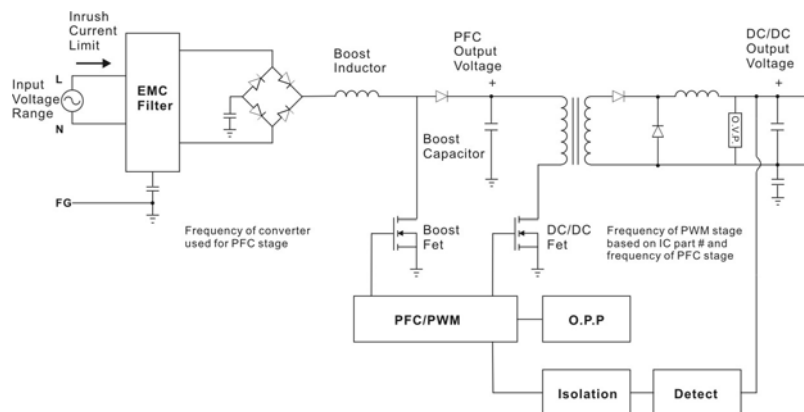 Inrush
Current
Limit
L
Input
Voltage
Range
N
FG
EMC
Filter
Boost
Inductor
PFC
Output
Voltage
+
DC/DC
Output
Voltage
+
Boost
Capacitor
O.V.P.
Frequency of converter
used for PFC stage
Boost
Fet
DC/DC
Fet
Frequency of PWM stage
based on IC part # and
frequency of PFC stage
PFC/PWM
O.P.P
Isolation
Detect